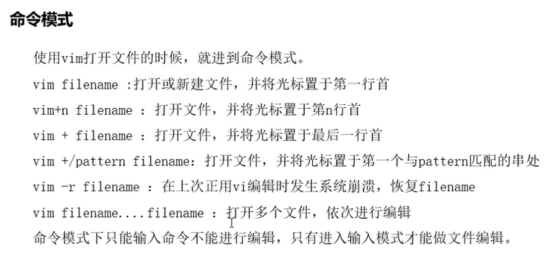 命令模式
使用vim打开文件的时候，就进到命令模式。
vim filename :打开或新建文件，并将光标置于第一行首
vim+n filename : 打开文件，并将光标置于第n行首
vim + filename : 打开文件，并将光标置于最后一行首
vim +/pattern filename: 打开文件，并将光标置于第一个与pattern匹配的串处
vim -r filename : 在上次正用vi编辑时发生系统崩溃，恢复filename
vim filename....filename : 打开多个文件，依次进行编辑
命令模式下只能输入命令不能进行编辑，只有进入输入模式才能做文件编辑。